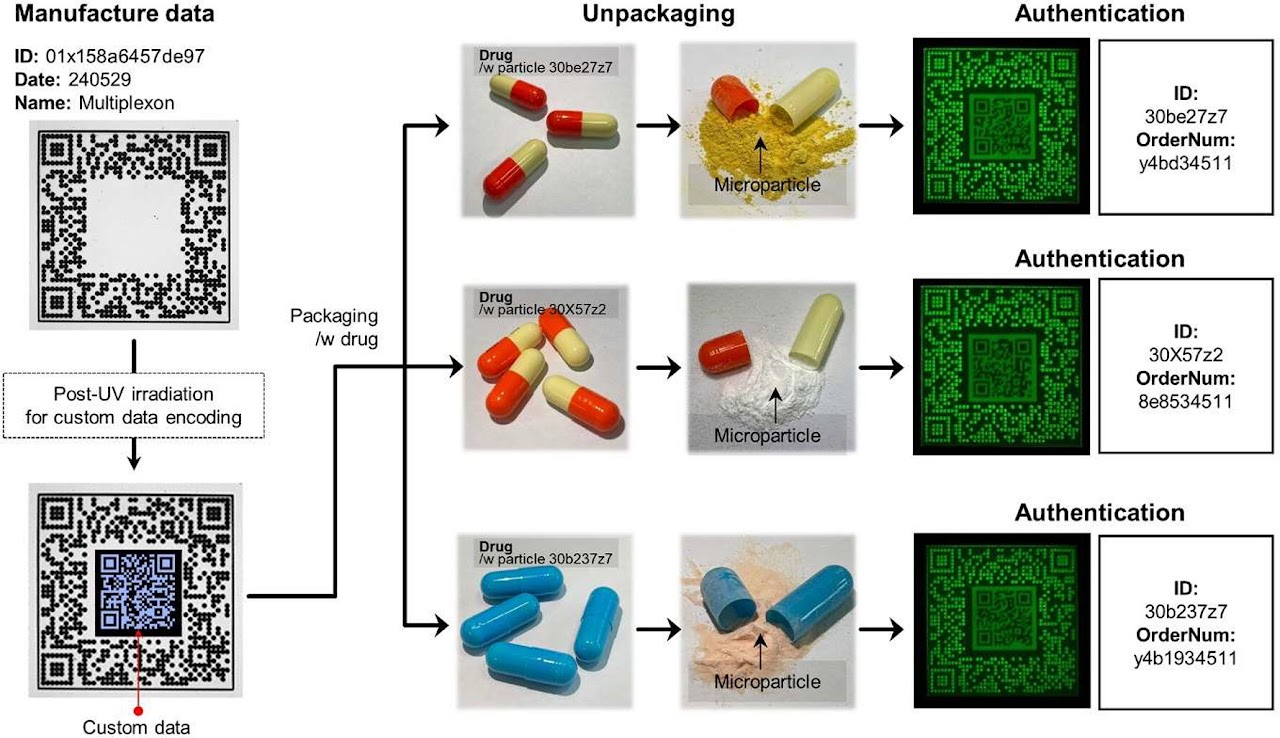 Manufacture data
ID: 01x158a6457de97
Date: 240529
Name: Multiplexon
Post-UV irradiation
for custom data encoding
Custom data
Packaging
/w drug
Unpackaging
Authentication
Drug
/w particle 30be27z7
Microparticle
ID:
30be27z7
OrderNum:
y4bd34511
Authentication
Drug
/w particle 30X57z2
Microparticle
ID:
30X57z2
OrderNum:
8e8534511
Authentication
Drug
/w particle 30b237z7
Microparticle
ID:
30b237z7
OrderNum:
y4b1934511